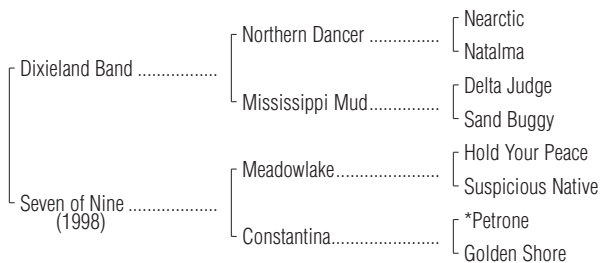 Nearctic
Northern Dancer ................
Natalma
Dixieland Band ..................
Delta Judge
Mississippi Mud................
Sand Buggy
Hold Your Peace
Meadowlake........................
Suspicious Native
Seven of Nine ....................
(1998)
*Petrone
Constantina.........................
Golden Shore